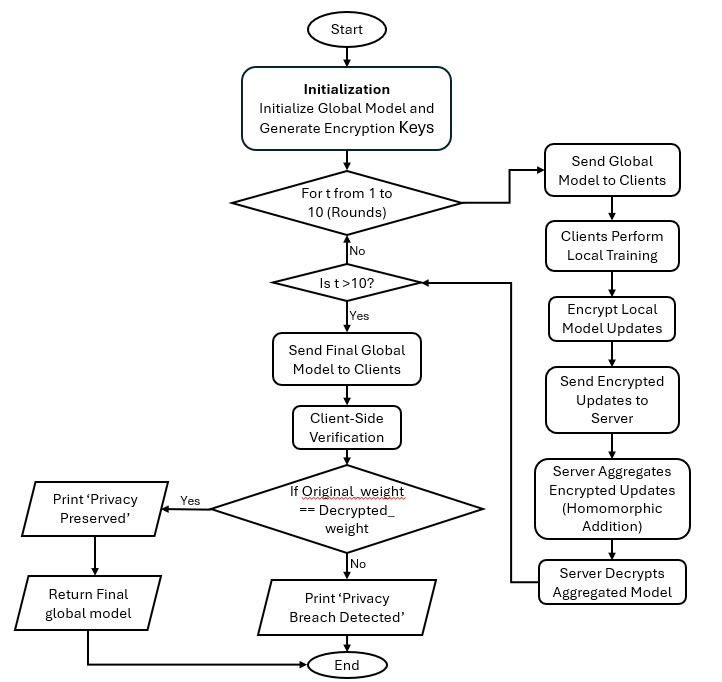 Start
Initialization
Initialize Global Model and
Generate Encryption Keys
For t from 1 to
10 (Rounds)
No
Is t >10?
Yes
Send Final Global
Model to Clients
Client-Side
Verification
If Original_weight
== Decrypted_
weight
Yes
No
Print ‘Privacy
Preserved’
Return Final
global model
Print ‘Privacy
Breach Detected’
End
Send Global
Model to Clients
Clients Perform
Local Training
Encrypt Local
Model Updates
Send Encrypted
Updates to
Server
Server Aggregates
Encrypted Updates
(Homomorphic
Addition)
Server Decrypts
Aggregated Model